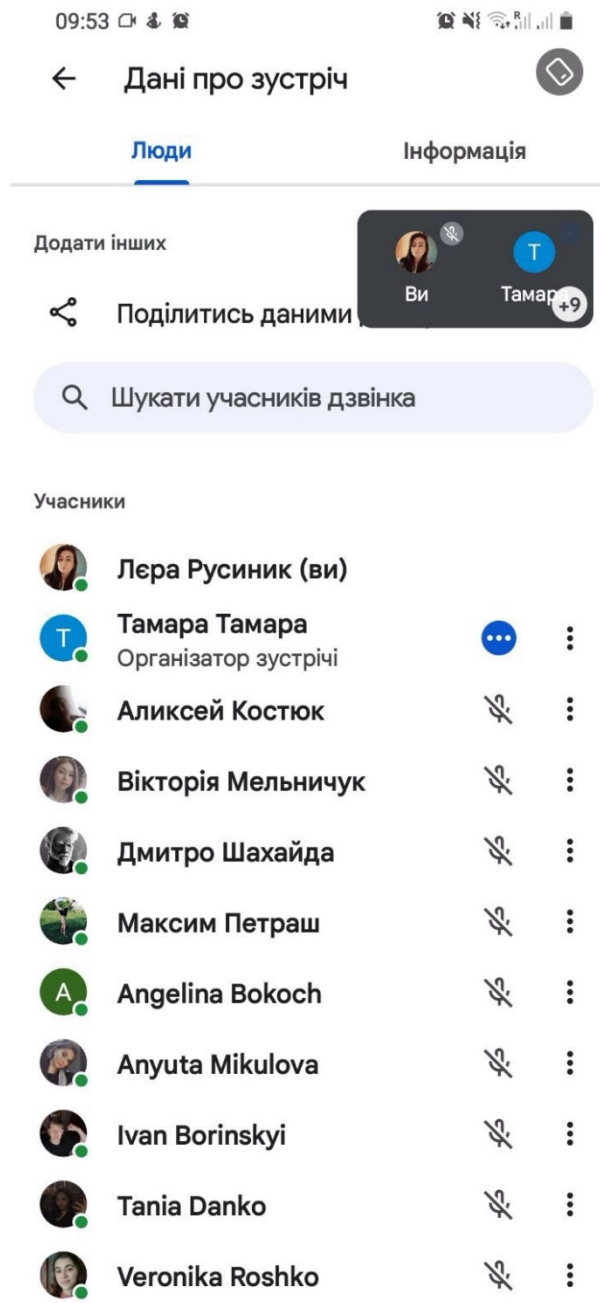 09:53
Дані про зустріч
Люди Інформація
Додати інших
Ви Т Тамара
+9
Поділитись даними
Шукати учасників дзвінка
Учасники
Лєра Русиник (ви)
Т Тамара Тамара
Організатор зустрічі
Аликсей Костюк
Вікторія Мельничук
Дмитро Шахайда
Максим Петраш
A Angelina Bokoch
Anyuta Mikulova
Ivan Borinskyi
Tania Danko
Veronika Roshko